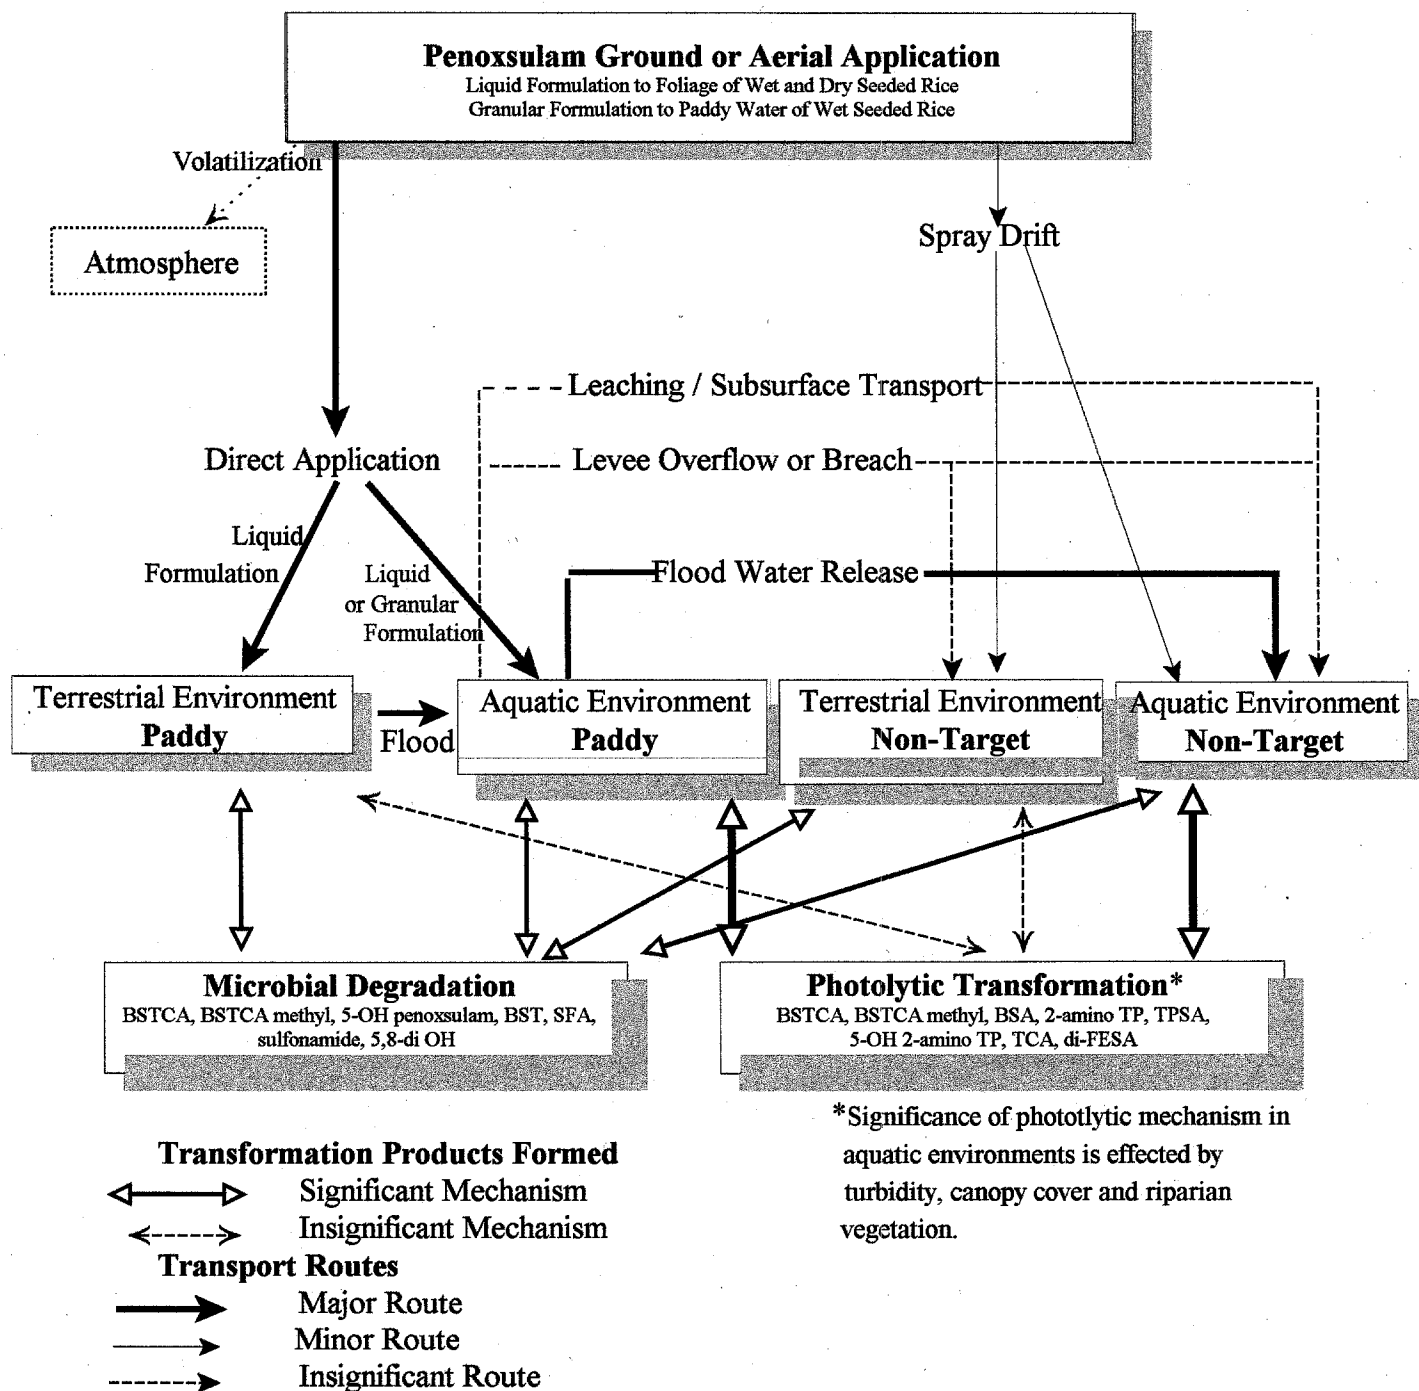 Penoxsulam Ground or Aerial Application
Liquid Formulation to Foliage of Wet and Dry Seeded Rice
Granular Formulation to Paddy Water of Wet Seeded Rice
Volatilization
Atmosphere
Spray Drift
Leaching / Subsurface Transport
Direct Application
Levee Overflow or Breach
Liquid
Formulation
Liquid
or Granular
Formulation
Flood Water Release
Terrestrial Environment
Paddy
Flood
Aquatic Environment
Paddy
Terrestrial Environment
Non-Target
Aquatic Environment
Non-Target
Microbial Degradation
BSTCA, BSTCA methyl, 5-OH penoxsulam, BST, SFA,
sulfonamide, 5,8-di OH
Photolytic Transformation*
BSTCA, BSTCA methyl, BSA, 2-amino TP, TPSA,
5-OH 2-amino TP, TCA, di-FESA
*Significance of phototlytic mechanism in
aquatic environments is effected by
turbidity, canopy cover and riparian
vegetation.
Transformation Products Formed
Significant Mechanism
Insignificant Mechanism
Transport Routes
Major Route
Minor Route
Insignificant Route